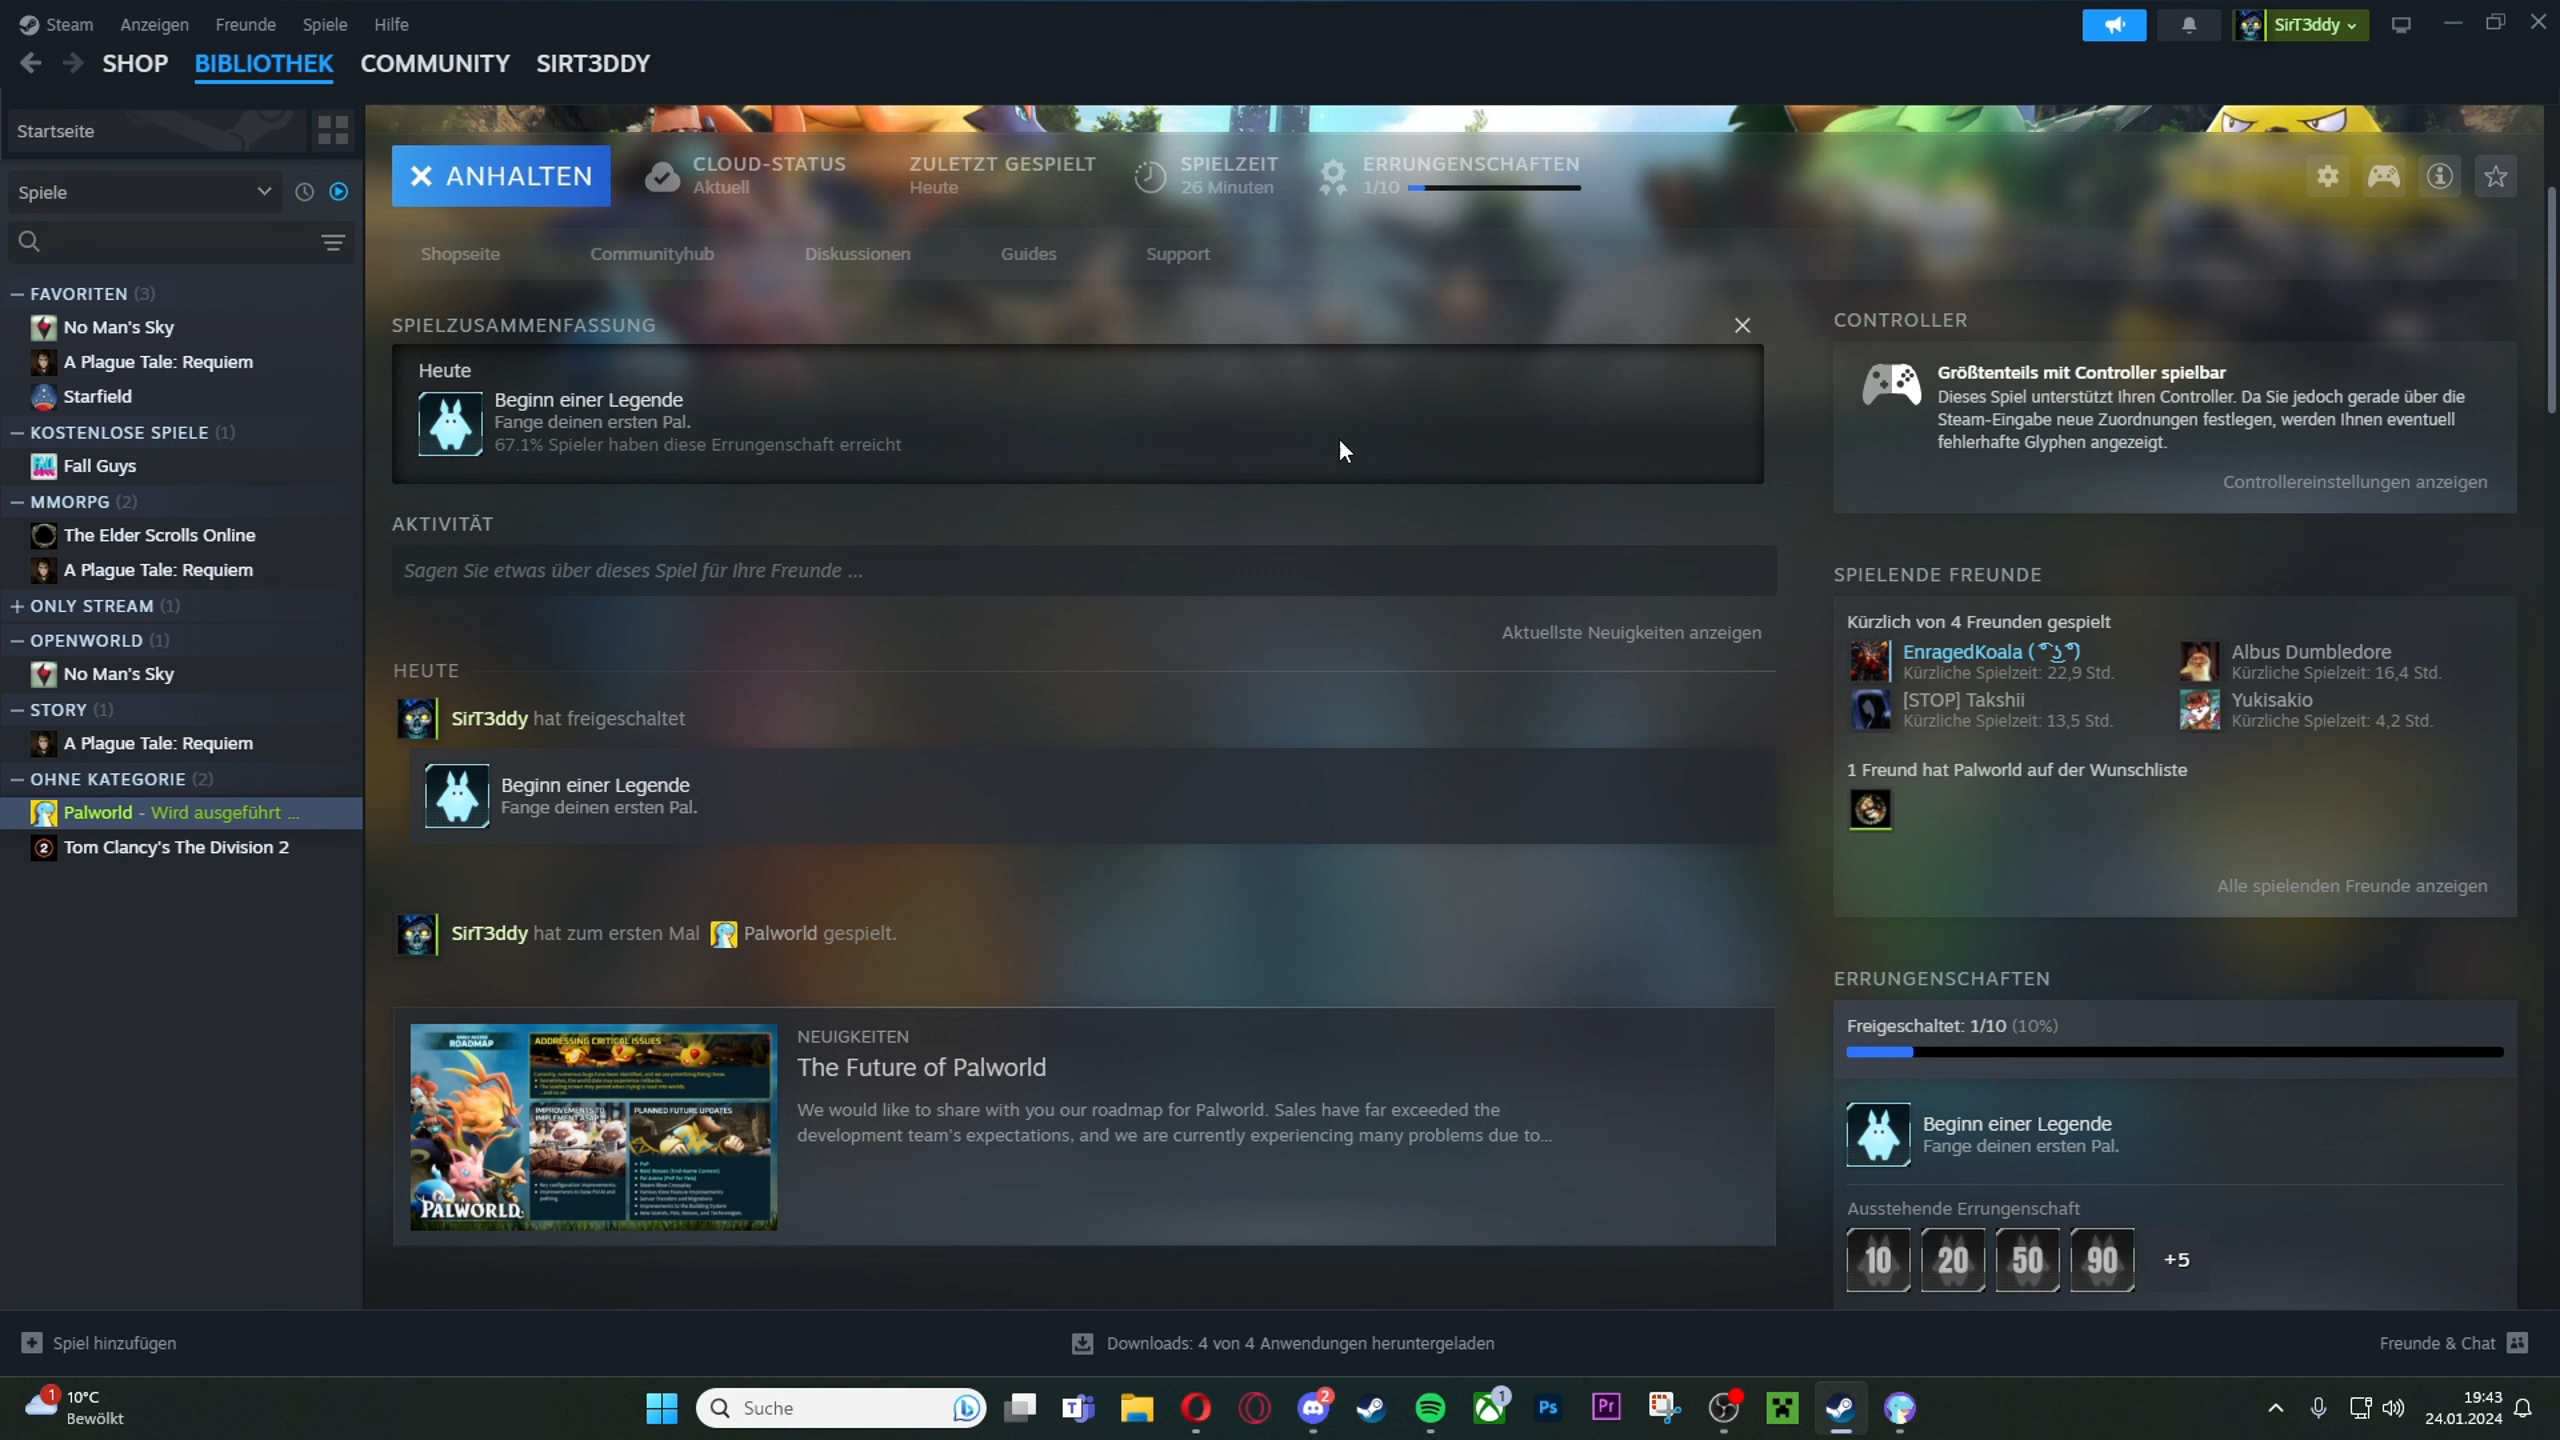 Steam Anzeigen Freunde Spiele Hilfe
SirT3ddy
SHOP BIBLIOTHEK COMMUNITY SIRT3DDY
Startseite
Spiele
FAVORITEN (3)
No Man's Sky
A Plague Tale: Requiem
Starfield
KOSTENLOSE SPIELE (1)
Fall Guys
MMORPG (2)
The Elder Scrolls Online
A Plague Tale: Requiem
ONLY STREAM (1)
OPENWORLD (1)
No Man's Sky
STORY (1)
A Plague Tale: Requiem
OHNE KATEGORIE (2)
Palworld - Wird ausgeführt ...
Tom Clancy's The Division 2
ANHALTEN
CLOUD-STATUS
Aktuell
ZULETZT GESPIELT
Heute
SPIELZEIT
26 Minuten
ERRUNGENSCHAFTEN
1/10
Shopseite Communityhub Diskussionen Guides Support
SPIELZUSAMMENFASSUNG
Heute
Beginn einer Legende
Fange deinen ersten Pal.
67.1% Spieler haben diese Errungenschaft erreicht
AKTIVITÄT
Sagen Sie etwas über dieses Spiel für Ihre Freunde ...
Aktuellste Neuigkeiten anzeigen
HEUTE
SirT3ddy hat freigeschaltet
Beginn einer Legende
Fange deinen ersten Pal.
SirT3ddy hat zum ersten Mal Palworld gespielt.
ROADMAP
ADDRESSING CRITICAL ISSUES
IMPROVEMENTS TO
IMPLEMENT ASAP
PLANNED FUTURE UPDATES
PALWORLD
NEUIGKEITEN
The Future of Palworld
We would like to share with you our roadmap for Palworld. Sales have far exceeded the
development team's expectations, and we are currently experiencing many problems due to...
CONTROLLER
Größtenteils mit Controller spielbar
Dieses Spiel unterstützt Ihren Controller. Da Sie jedoch gerade über die
Steam-Eingabe neue Zuordnungen festlegen, werden Ihnen eventuell
fehlerhafte Glyphen angezeigt.
Controllereinstellungen anzeigen
SPIELENDE FREUNDE
Kürzlich von 4 Freunden gespielt
EnragedKoala ( ͡° ͜ʖ ͡°)
Kürzliche Spielzeit: 22,9 Std.
Albus Dumbledore
Kürzliche Spielzeit: 16,4 Std.
[STOP] Takshii
Kürzliche Spielzeit: 13,5 Std.
Yukisakio
Kürzliche Spielzeit: 4,2 Std.
1 Freund hat Palworld auf der Wunschliste
Alle spielenden Freunde anzeigen
ERRUNGENSCHAFTEN
Freigeschaltet: 1/10 (10%)
Beginn einer Legende
Fange deinen ersten Pal.
Ausstehende Errungenschaft
10 20 50 90 +5
Spiel hinzufügen
Downloads: 4 von 4 Anwendungen heruntergeladen
Freunde & Chat
1
10°C
Bewölkt
Suche
2
1
Ps
Pr
19:43
24.01.2024